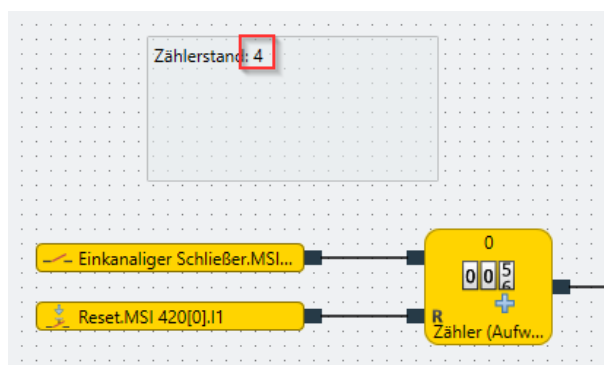 Zählerstand: 4
0
Einkanaliger Schließer.MSI...
0 0 5
6
Reset.MSI 420[0].I1
R
Zähler (Aufw...